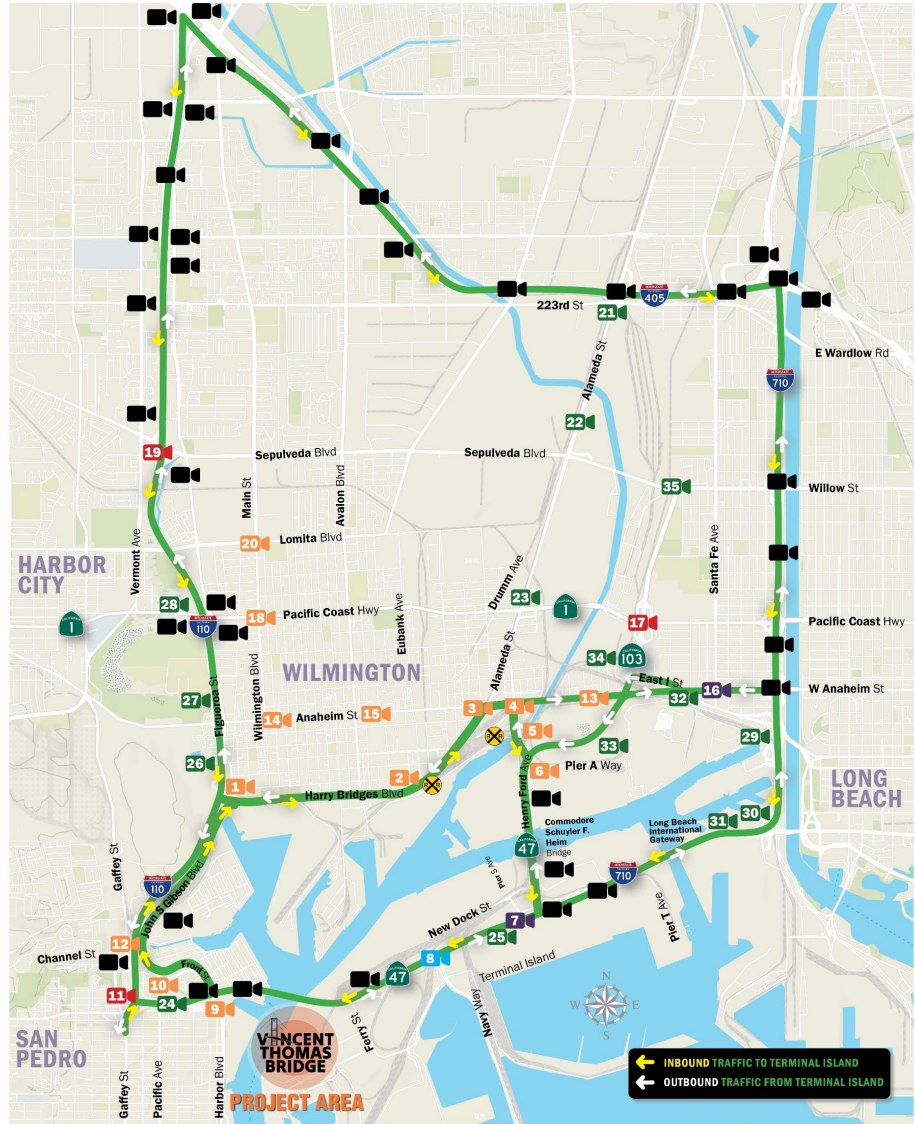 CALIFORNIA
405
223rd St
21
E Wardlow Rd
Alameda St
710
22
19
Sepulveda Blvd
Sepulveda Blvd
35
Willow St
Main St
Avalon Blvd
Santa Fe Ave
20
Lomita Blvd
Vermont Ave
HARBOR
CITY
Drumm Ave
28
23
1
110
18
Pacific Coast Hwy
1
17
Pacific Coast Hwy
Eubank Ave
Alameda St
34
103
WILMINGTON
Wilmington Blvd
Figueroa St
27
East I St
13
32
16
W Anaheim St
14
Anaheim St
15
3
4
5
33
29
26
R R
1
2
R R
6
Pier A Way
Harry Bridges Blvd
Henry Ford Ave
LONG
BEACH
Commodore
Schuyler F.
Heim
Bridge
47
Long Beach
International
Gateway
31
30
Gaffey St
110
John S Gibson Blvd
Pier S Ave
710
Pier T Ave
New Dock St
7
25
8
12
Channel St
Front St
47
Terminal Island
10
11
24
9
N
W
E
S
Ferry St
Navy Way
SAN
PEDRO
Gaffey St
Pacific Ave
Harbor Blvd
VINCENT
THOMAS
BRIDGE
PROJECT AREA
INBOUND TRAFFIC TO TERMINAL ISLAND
OUTBOUND TRAFFIC FROM TERMINAL ISLAND